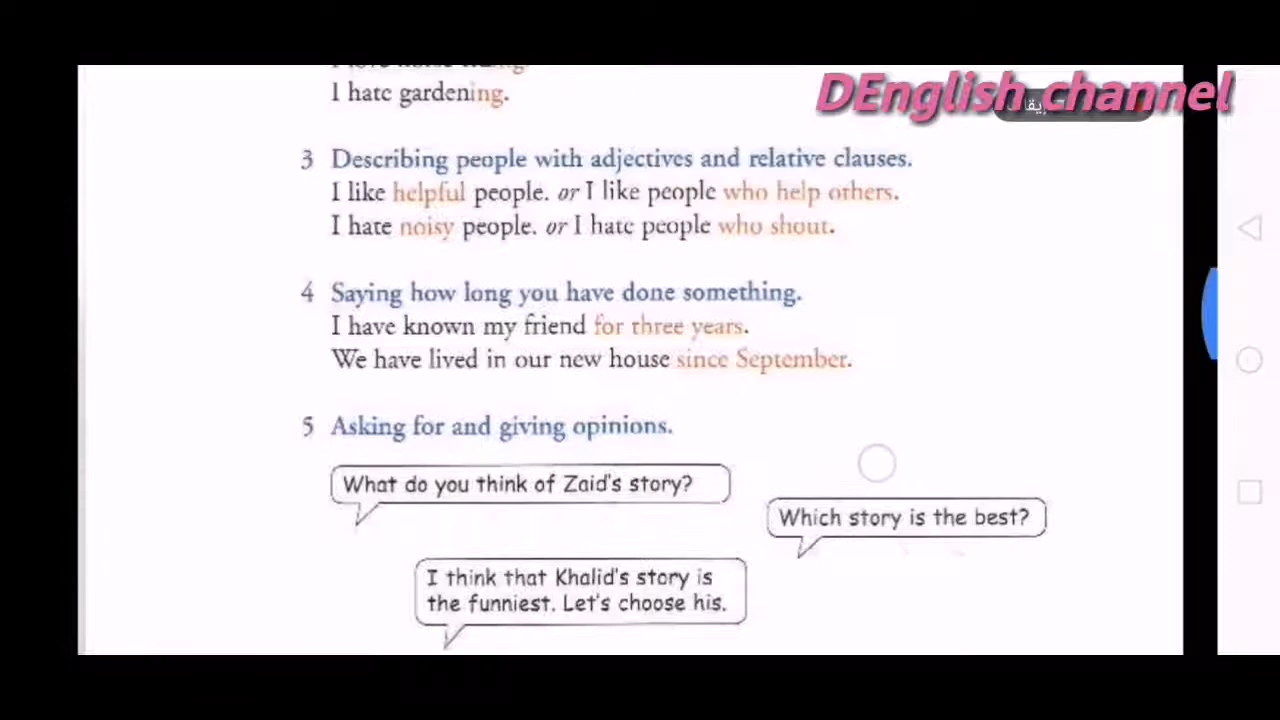 I hate gardening.
DEnglish channel
3 Describing people with adjectives and relative clauses.
I like helpful people. or I like people who help others.
I hate noisy people. or I hate people who shout.
4 Saying how long you have done something.
I have known my friend for three years.
We have lived in our new house since September.
5 Asking for and giving opinions.
What do you think of Zaid's story?
Which story is the best?
I think that Khalid's story is
the funniest. Let's choose his.